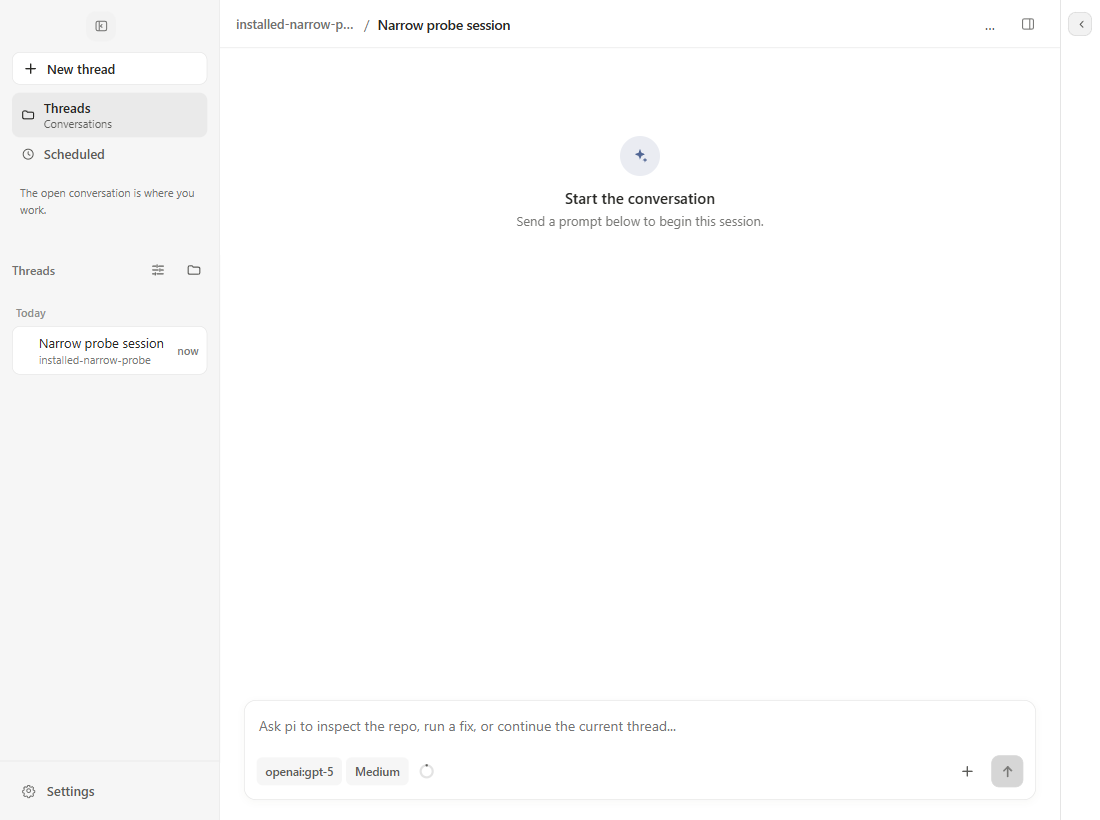 New thread
Threads
Conversations
Scheduled
The open conversation is where you
work.
Threads
Today
Narrow probe session
installed-narrow-probe
now
Settings
installed-narrow-p... / Narrow probe session
...
Start the conversation
Send a prompt below to begin this session.
Ask pi to inspect the repo, run a fix, or continue the current thread...
openai:gpt-5
Medium